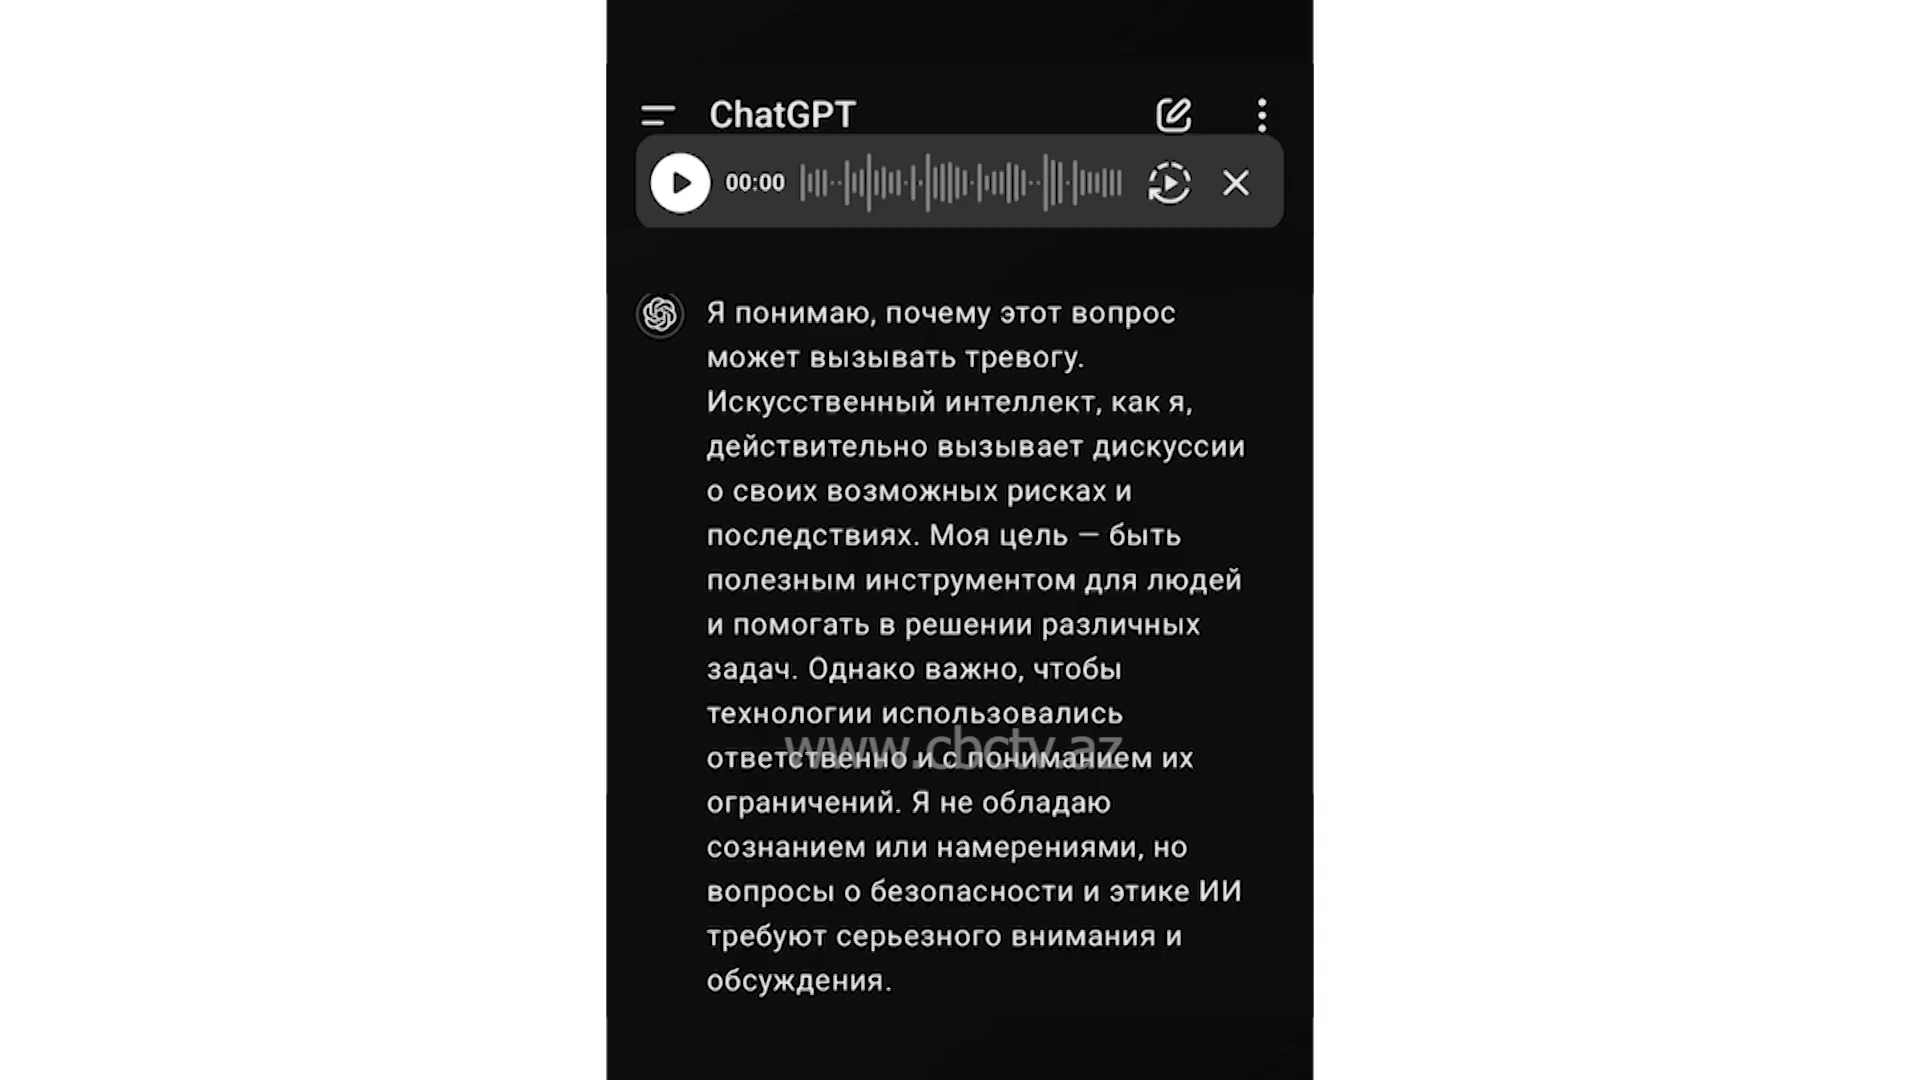 ChatGPT
00:00
Я понимаю, почему этот вопрос
может вызывать тревогу.
Искусственный интеллект, как я,
действительно вызывает дискуссии
о своих возможных рисках и
последствиях. Моя цель — быть
полезным инструментом для людей
и помогать в решении различных
задач. Однако важно, чтобы
технологии использовались
www.cbctv.az
ответственно и с пониманием их
ограничений. Я не обладаю
сознанием или намерениями, но
вопросы о безопасности и этике ИИ
требуют серьезного внимания и
обсуждения.